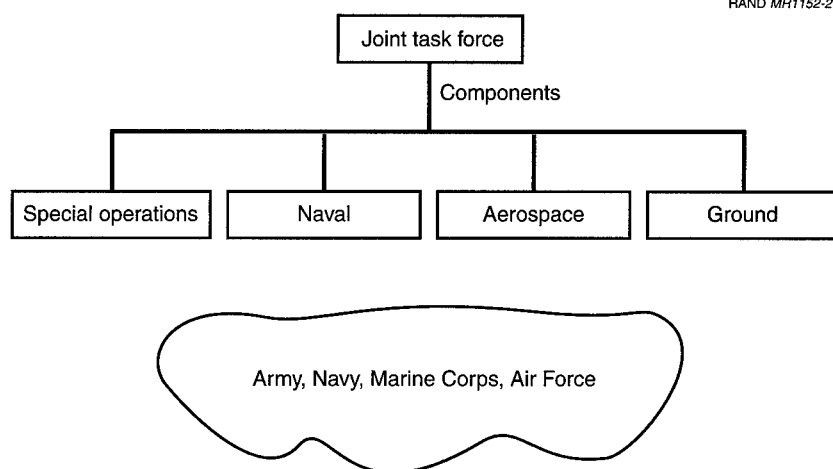 RAND MR1152-2
Joint task force
Components
Special operations
Naval
Aerospace
Ground
Army, Navy, Marine Corps, Air Force